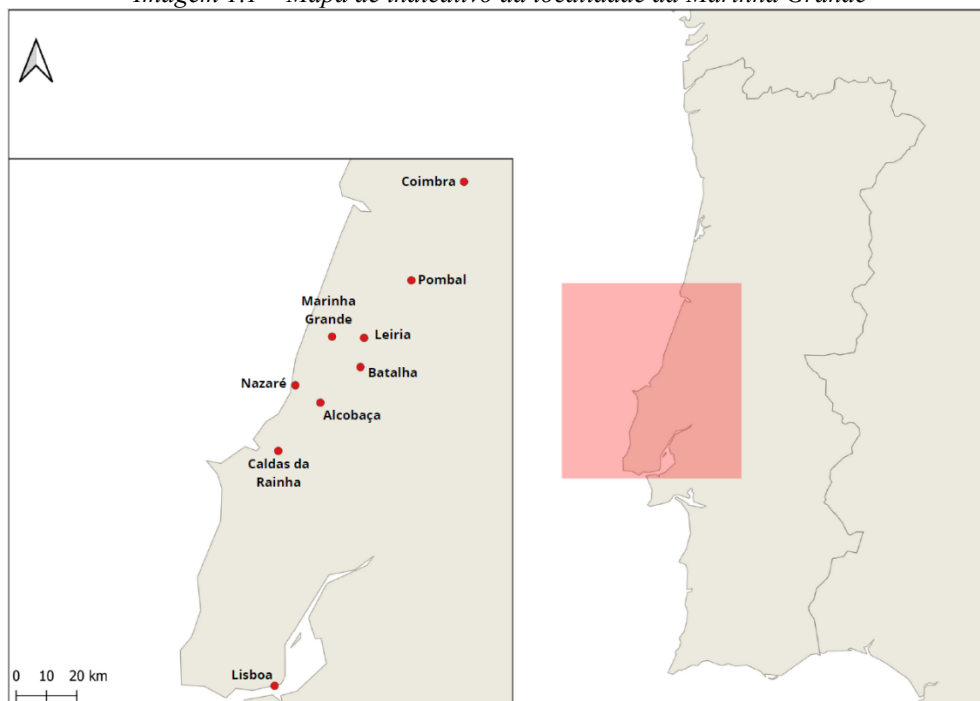 Imagem 1.1 – Mapa de indicativo da localidade da Marinha Grande
Coimbra
Pombal
Marinha
Grande
Leiria
Batalha
Nazaré
Alcobaça
Caldas da
Rainha
Lisboa
0 10 20 km